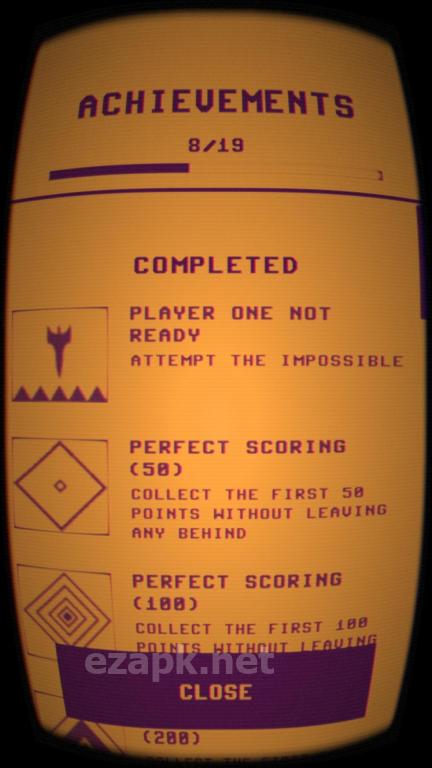 ACHIEVEMENTS
8/19
COMPLETED
PLAYER ONE NOT
READY
ATTEMPT THE IMPOSSIBLE
PERFECT SCORING
(50)
COLLECT THE FIRST 50
POINTS WITHOUT LEAVING
ANY BEHIND
PERFECT SCORING
(100)
COLLECT THE FIRST 100
POINTS WITHOUT LEAVING
ezapk.net
CLOSE
(200)